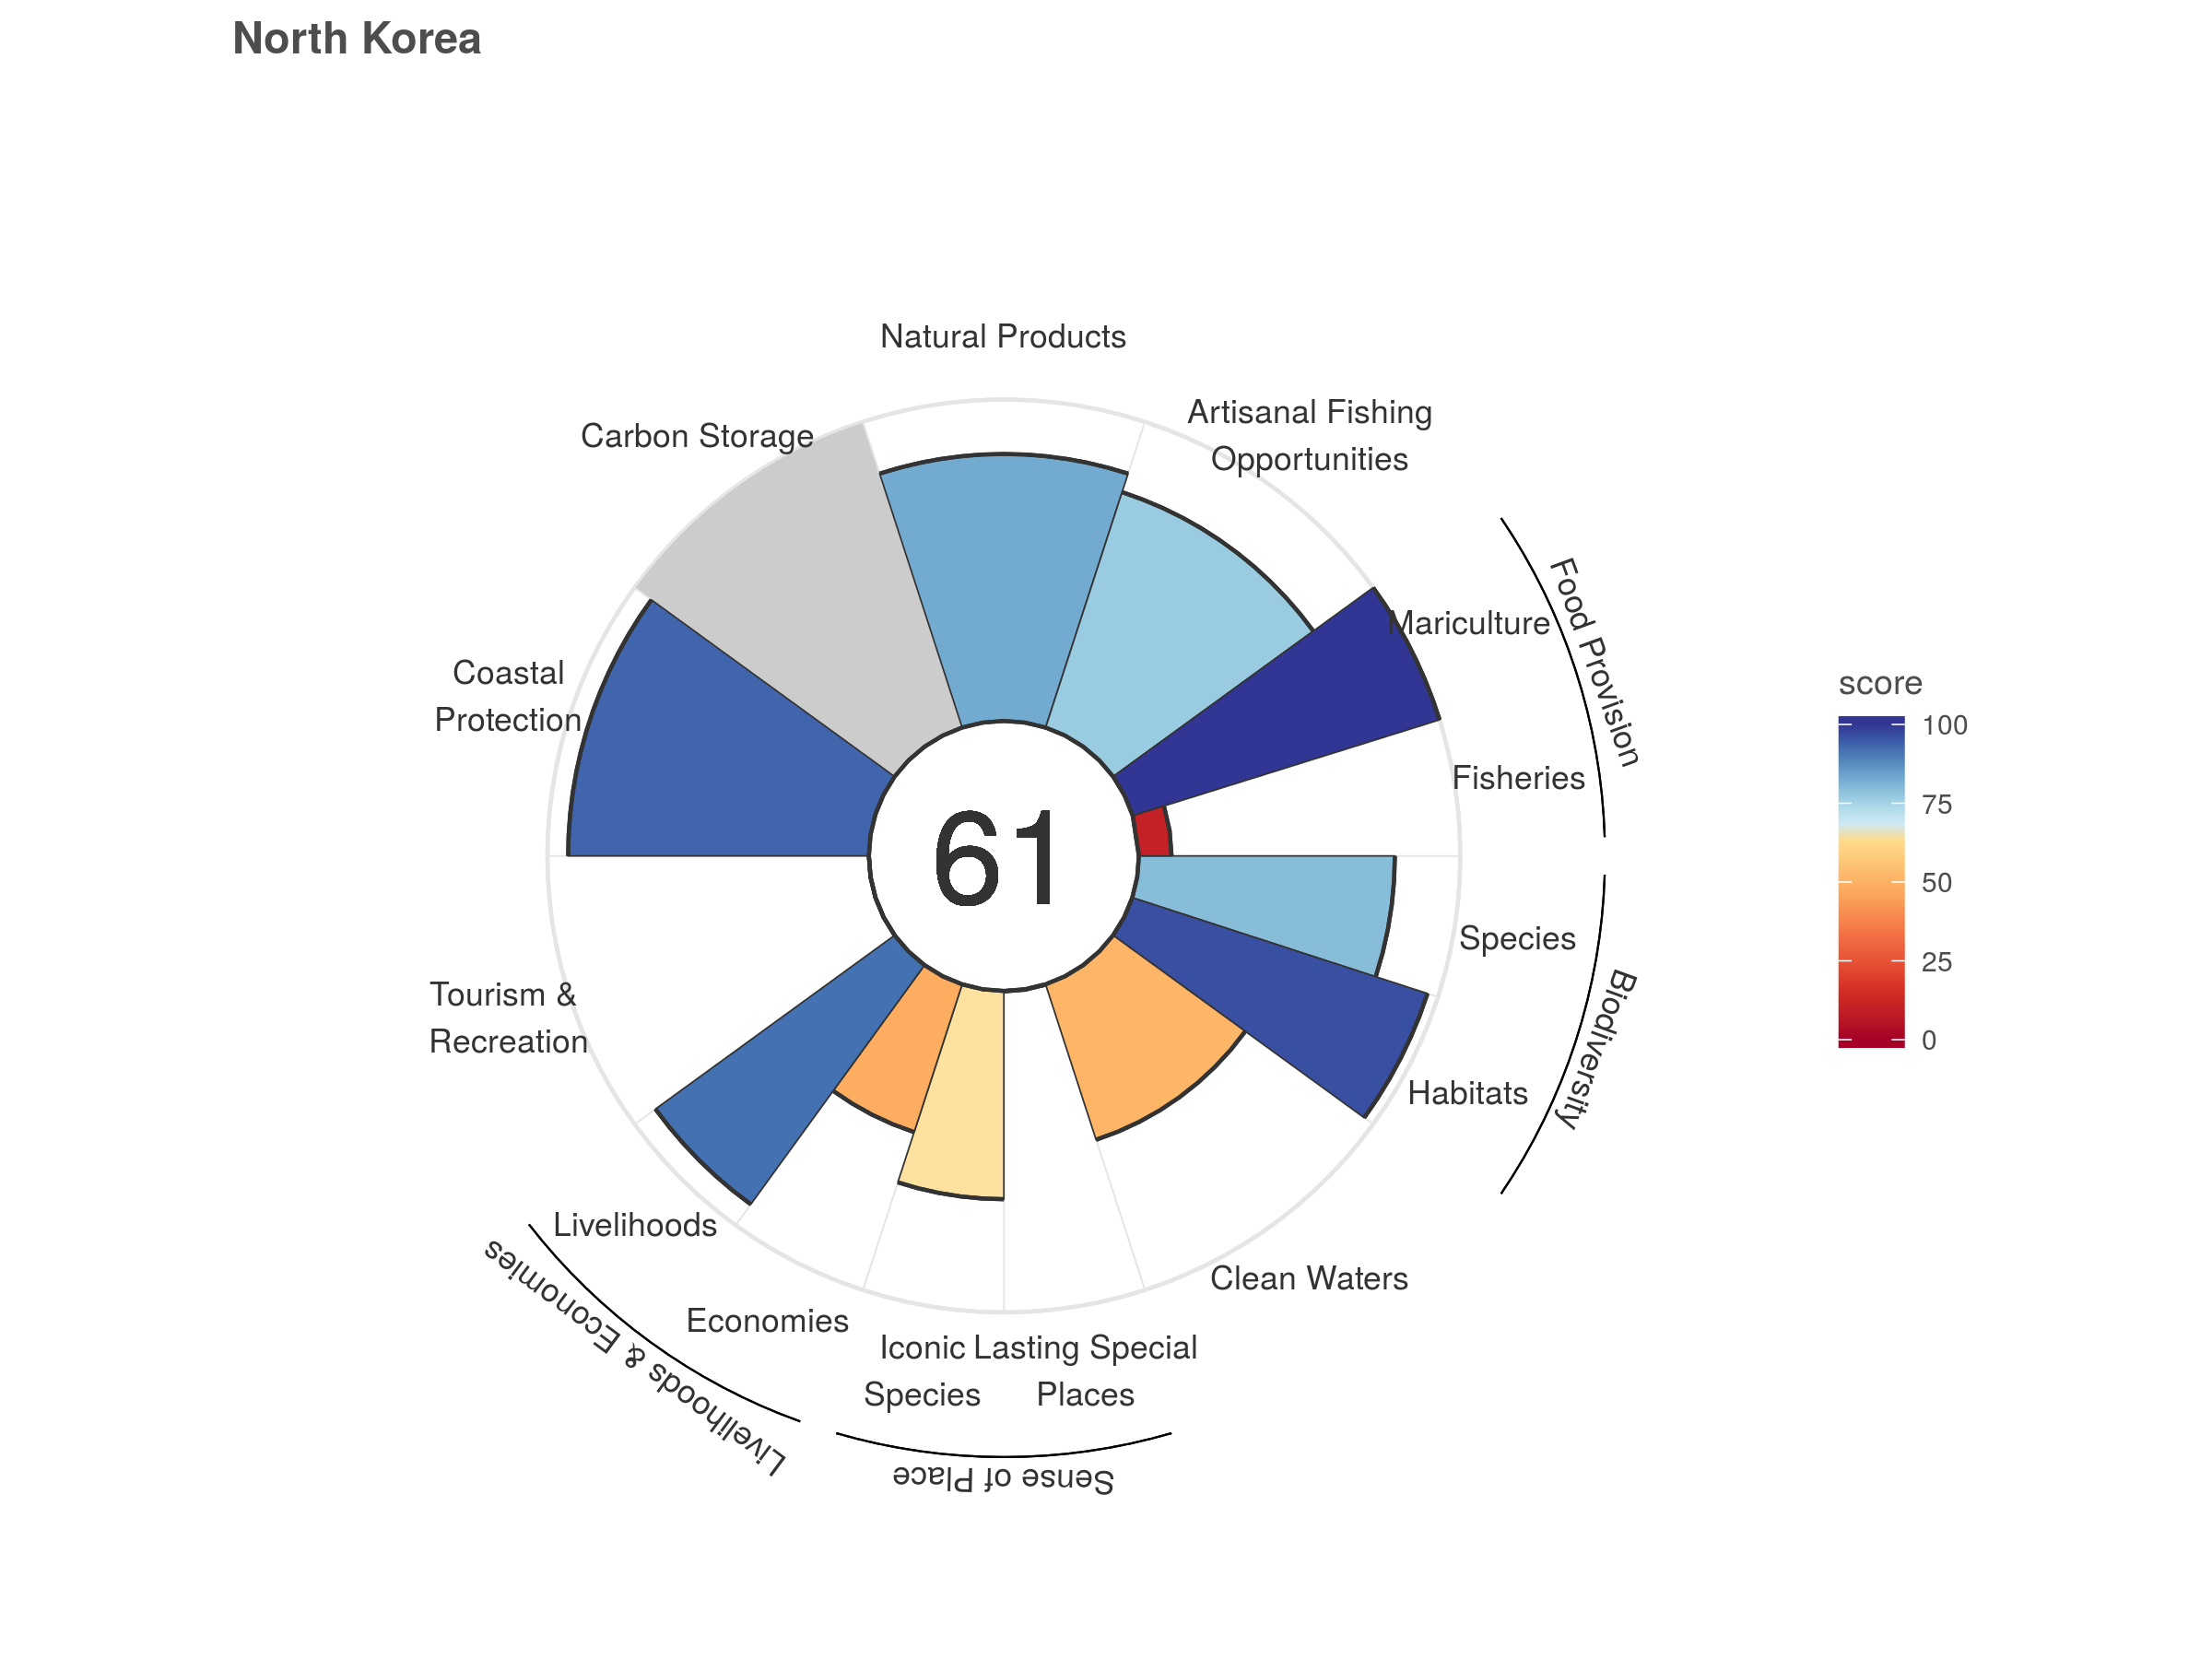 North Korea
Natural Products
Artisanal Fishing
Opportunities
Carbon Storage
Mariculture
Food Provision
Coastal
Protection
Fisheries
score
100
75
50
25
0
61
Species
Biodiversity
Tourism &
Recreation
Habitats
Livelihoods
Clean Waters
Livelihoods & Economies
Economies
Iconic
Species
Lasting Special
Places
Sense of Place